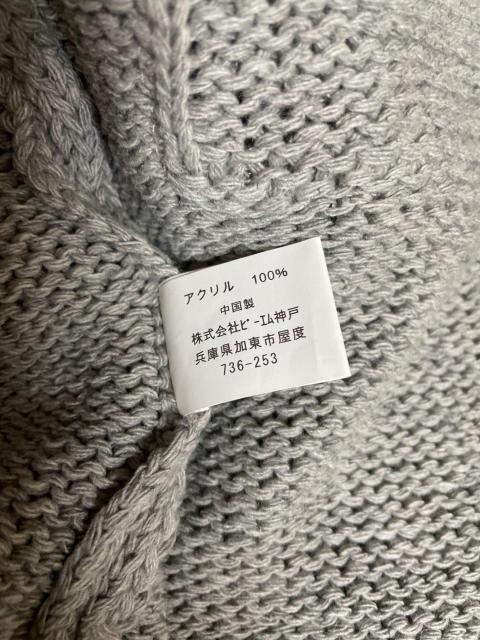 アクリル 100%
中国製
株式会社ﾋﾟｰｴﾑ神戸
兵庫県加東市屋度
736-253